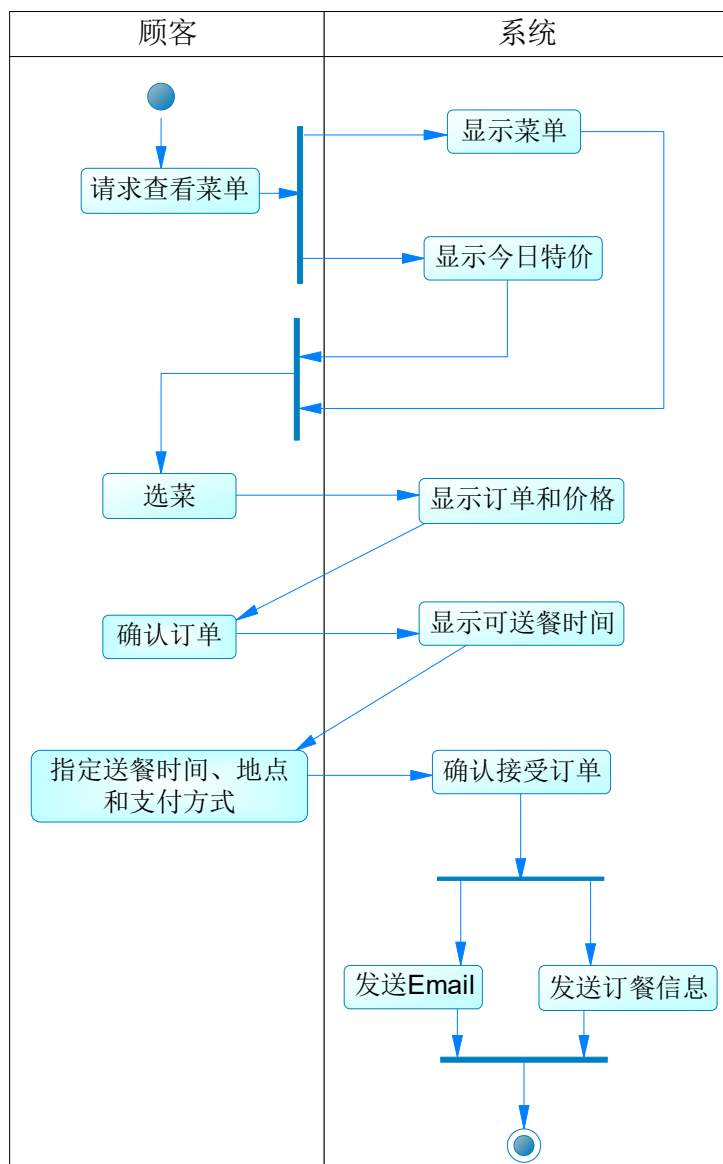 顾客
系统
显示菜单
请求查看菜单
显示今日特价
选菜
显示订单和价格
确认订单
显示可送餐时间
指定送餐时间、地点
和支付方式
确认接受订单
发送Email
发送订餐信息